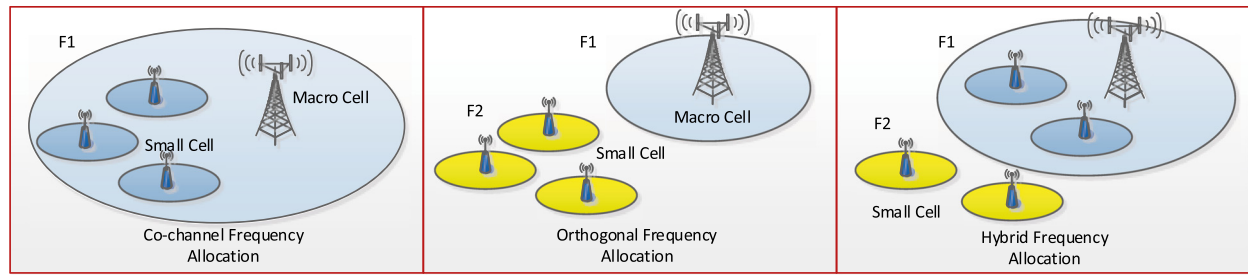 F1
Macro Cell
Small Cell
Co-channel Frequency
Allocation
F1
Macro Cell
F2
Small Cell
Orthogonal Frequency
Allocation
F1
F2
Small Cell
Hybrid Frequency
Allocation